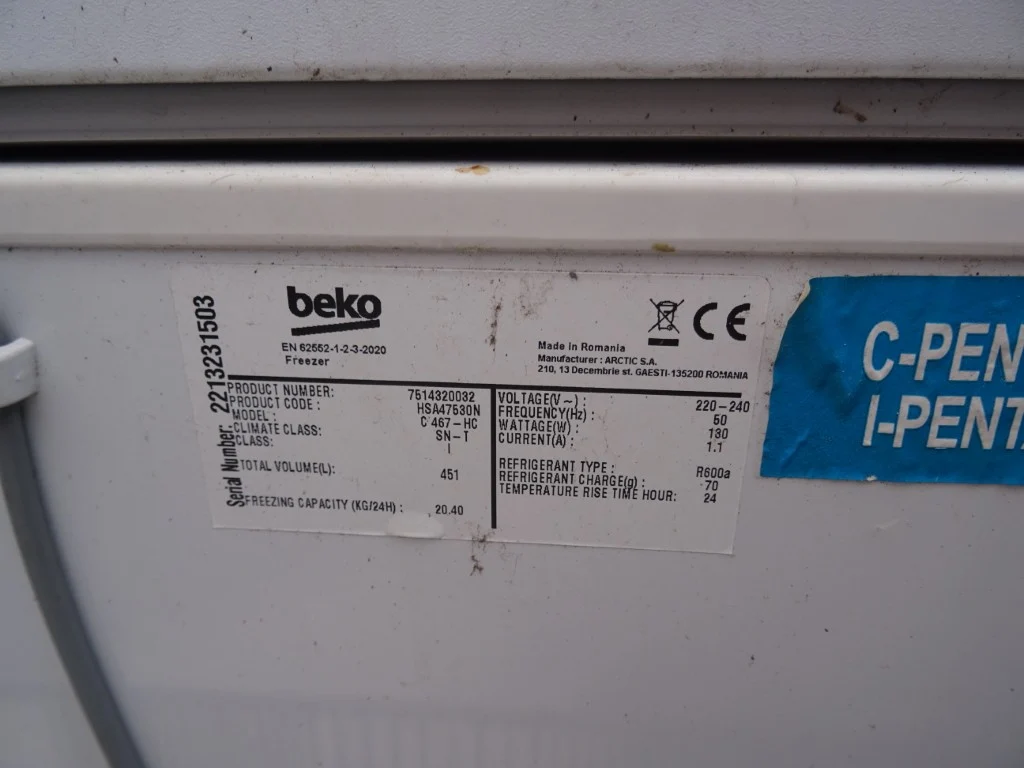 beko
EN 62552-1-2-3-2020
Freezer
CE
Made in Romania
Manufacturer : ARCTIC S.A.
210, 13 Decembrie st. GAESTI-135200 ROMANIA
Serial Number: 2213231503
PRODUCT NUMBER: 7514320032
PRODUCT CODE : HSA47530N
MODEL : C 467-HC
CLIMATE CLASS: SN-T
CLASS: I
TOTAL VOLUME(L): 451
FREEZING CAPACITY (KG/24H) : 20.40
VOLTAGE(V ~) : 220-240
FREQUENCY(Hz) : 50
WATTAGE(W) : 130
CURRENT(A) : 1.1
REFRIGERANT TYPE : R600a
REFRIGERANT CHARGE(g) : 70
TEMPERATURE RISE TIME HOUR: 24
C-PEN
I-PENT